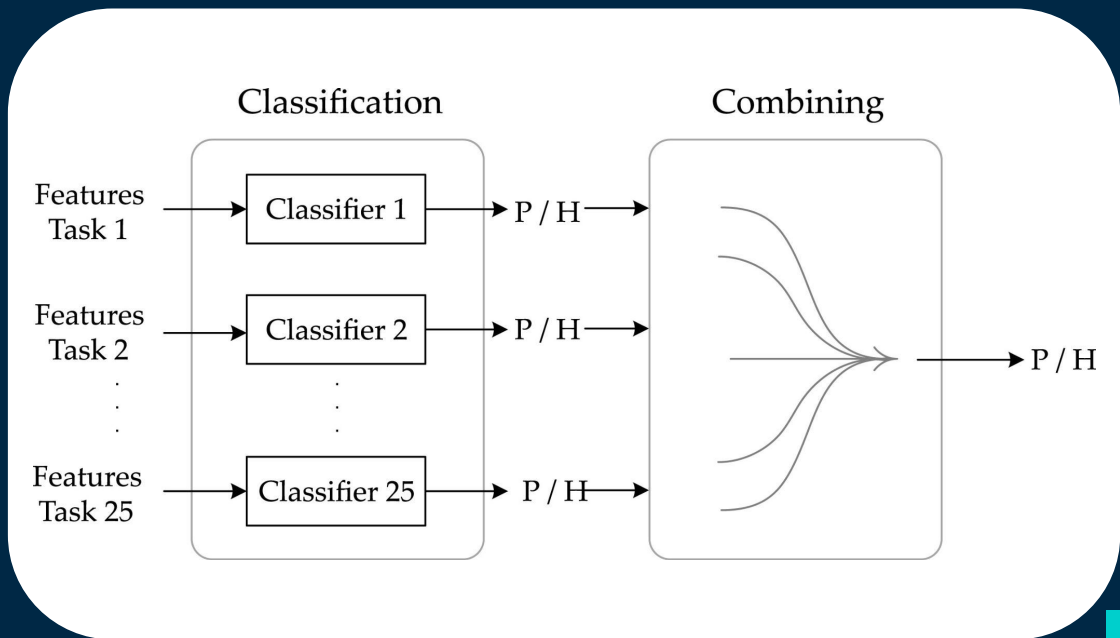 Classification
Combining
Features
Task 1
Classifier 1
P / H
Features
Task 2
Classifier 2
P / H
P / H
Features
Task 25
Classifier 25
P / H